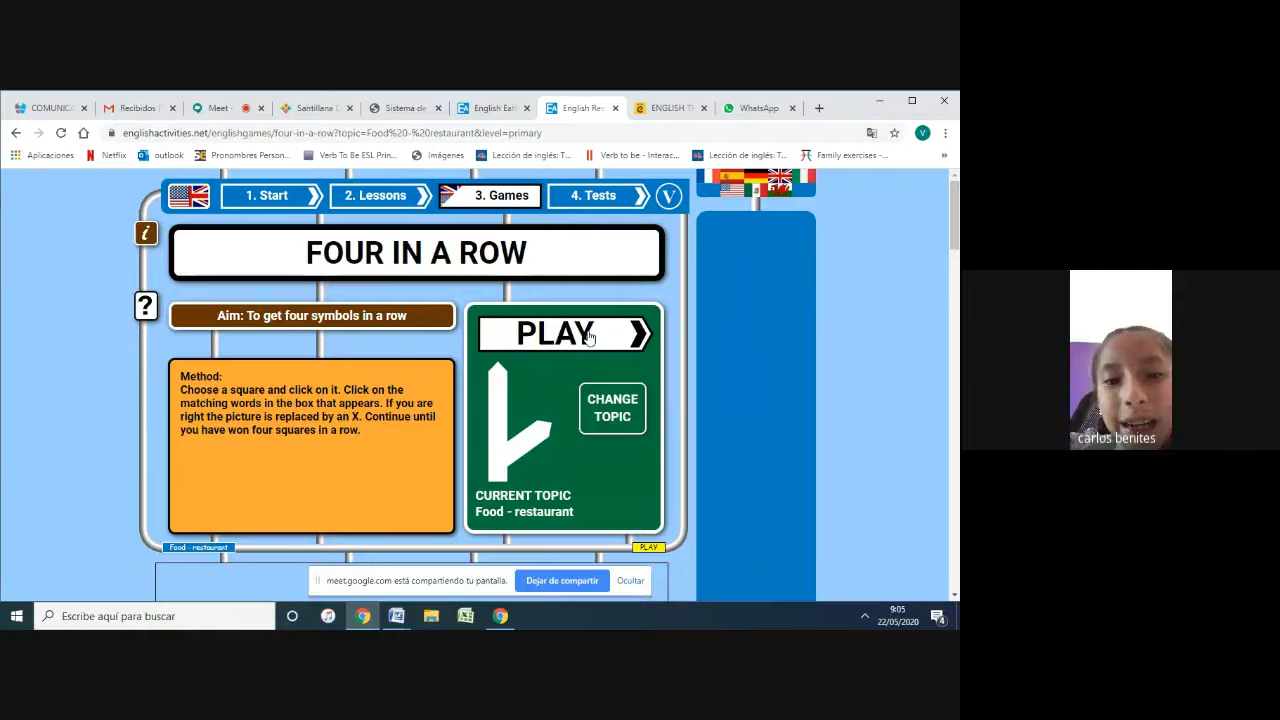 COMUNICA
Recibidos
Meet -
Santillana
Sistema de
English Eat
English Res
ENGLISH T
WhatsApp
englishactivities.net/englishgames/four-in-a-row?topic=Food%20-%20restaurant&level=primary
V
Aplicaciones
Netflix
outlook
Pronombres Person...
Verb To Be ESL Prin...
Imágenes
Lección de inglés: T...
Verb to be - Interac...
Lección de inglés: T...
Family exercises -...
1. Start
2. Lessons
3. Games
4. Tests
V
i
FOUR IN A ROW
?
Aim: To get four symbols in a row
PLAY
Method:
Choose a square and click on it. Click on the
matching words in the box that appears. If you are
right the picture is replaced by an X. Continue until
you have won four squares in a row.
CHANGE
TOPIC
CURRENT TOPIC
Food - restaurant
Food - restaurant
PLAY
meet.google.com está compartiendo tu pantalla.
Dejar de compartir
Ocultar
Escribe aquí para buscar
9:05
22/05/2020
4
carlos benites